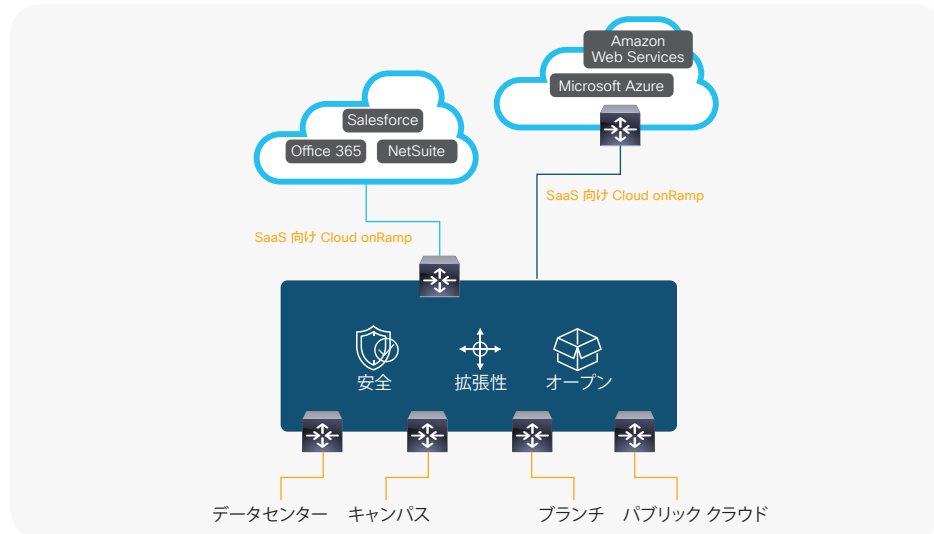 Amazon
Web Services
Microsoft Azure
Salesforce
Office 365
NetSuite
SaaS 向け Cloud onRamp
SaaS 向け Cloud onRamp
安全
拡張性
オープン
データセンター
キャンパス
ブランチ
パブリック クラウド